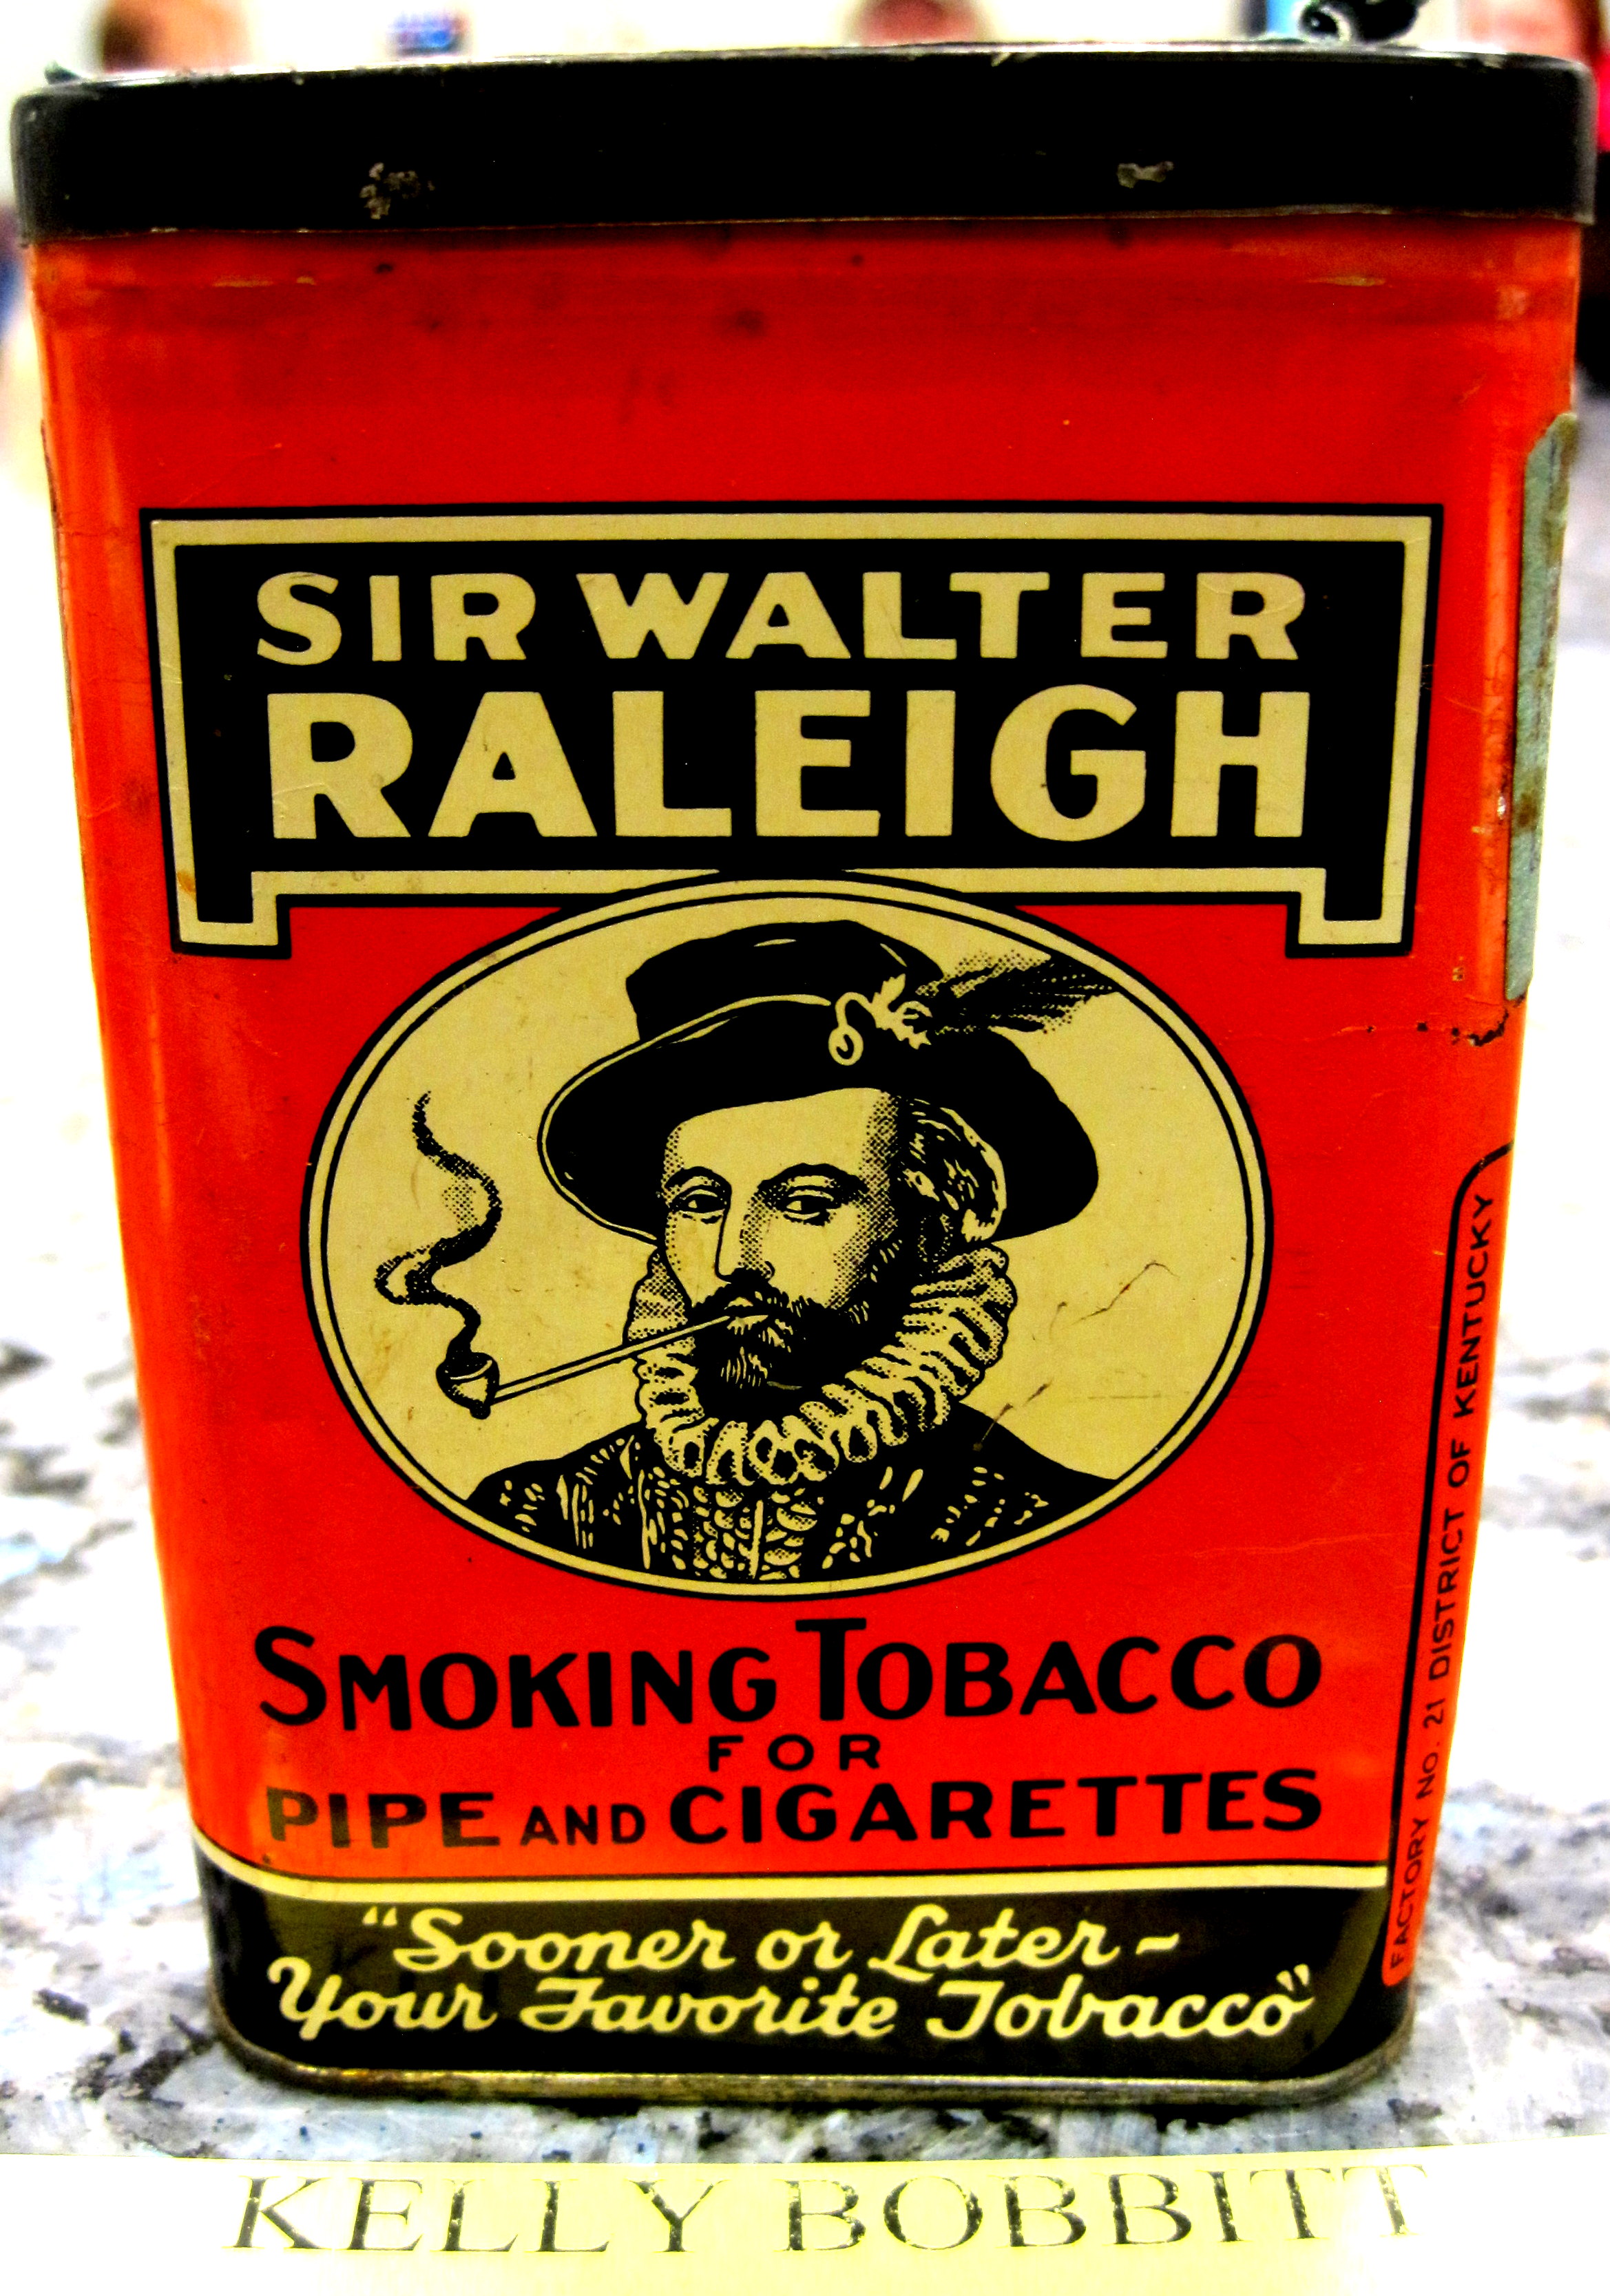 SIR WALTER
RALEIGH
SMOKING TOBACCO
FOR
PIPE AND CIGARETTES
"Sooner or Later-
Your Favorite Tobacco"
FACTORY NO. 21 DISTRICT OF KENTUCKY
KELLY BOBBITT